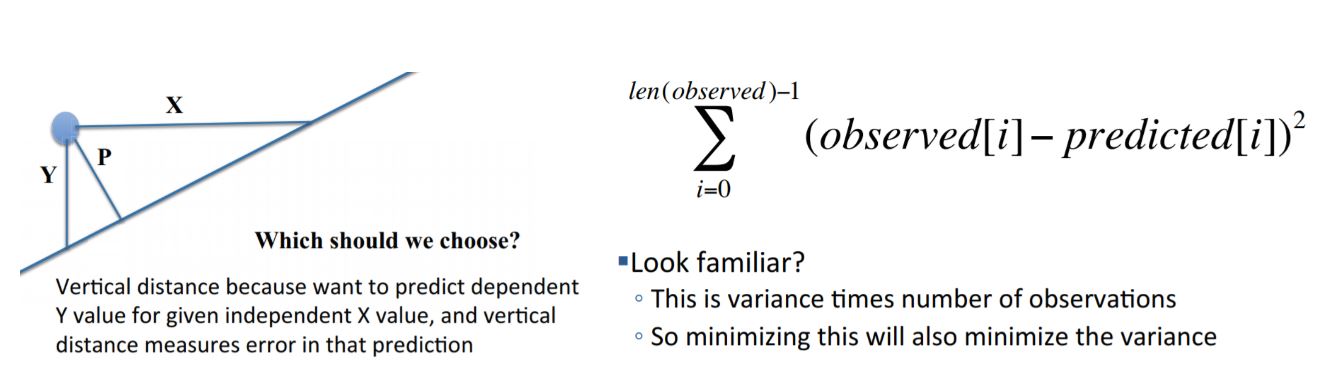 X
P
Y
Which should we choose?
Vertical distance because want to predict dependent
Y value for given independent X value, and vertical
distance measures error in that prediction
len(observed)−1
∑ (observed[i]− predicted[i])²
i=0
▪Look familiar?
◦ This is variance times number of observations
◦ So minimizing this will also minimize the variance